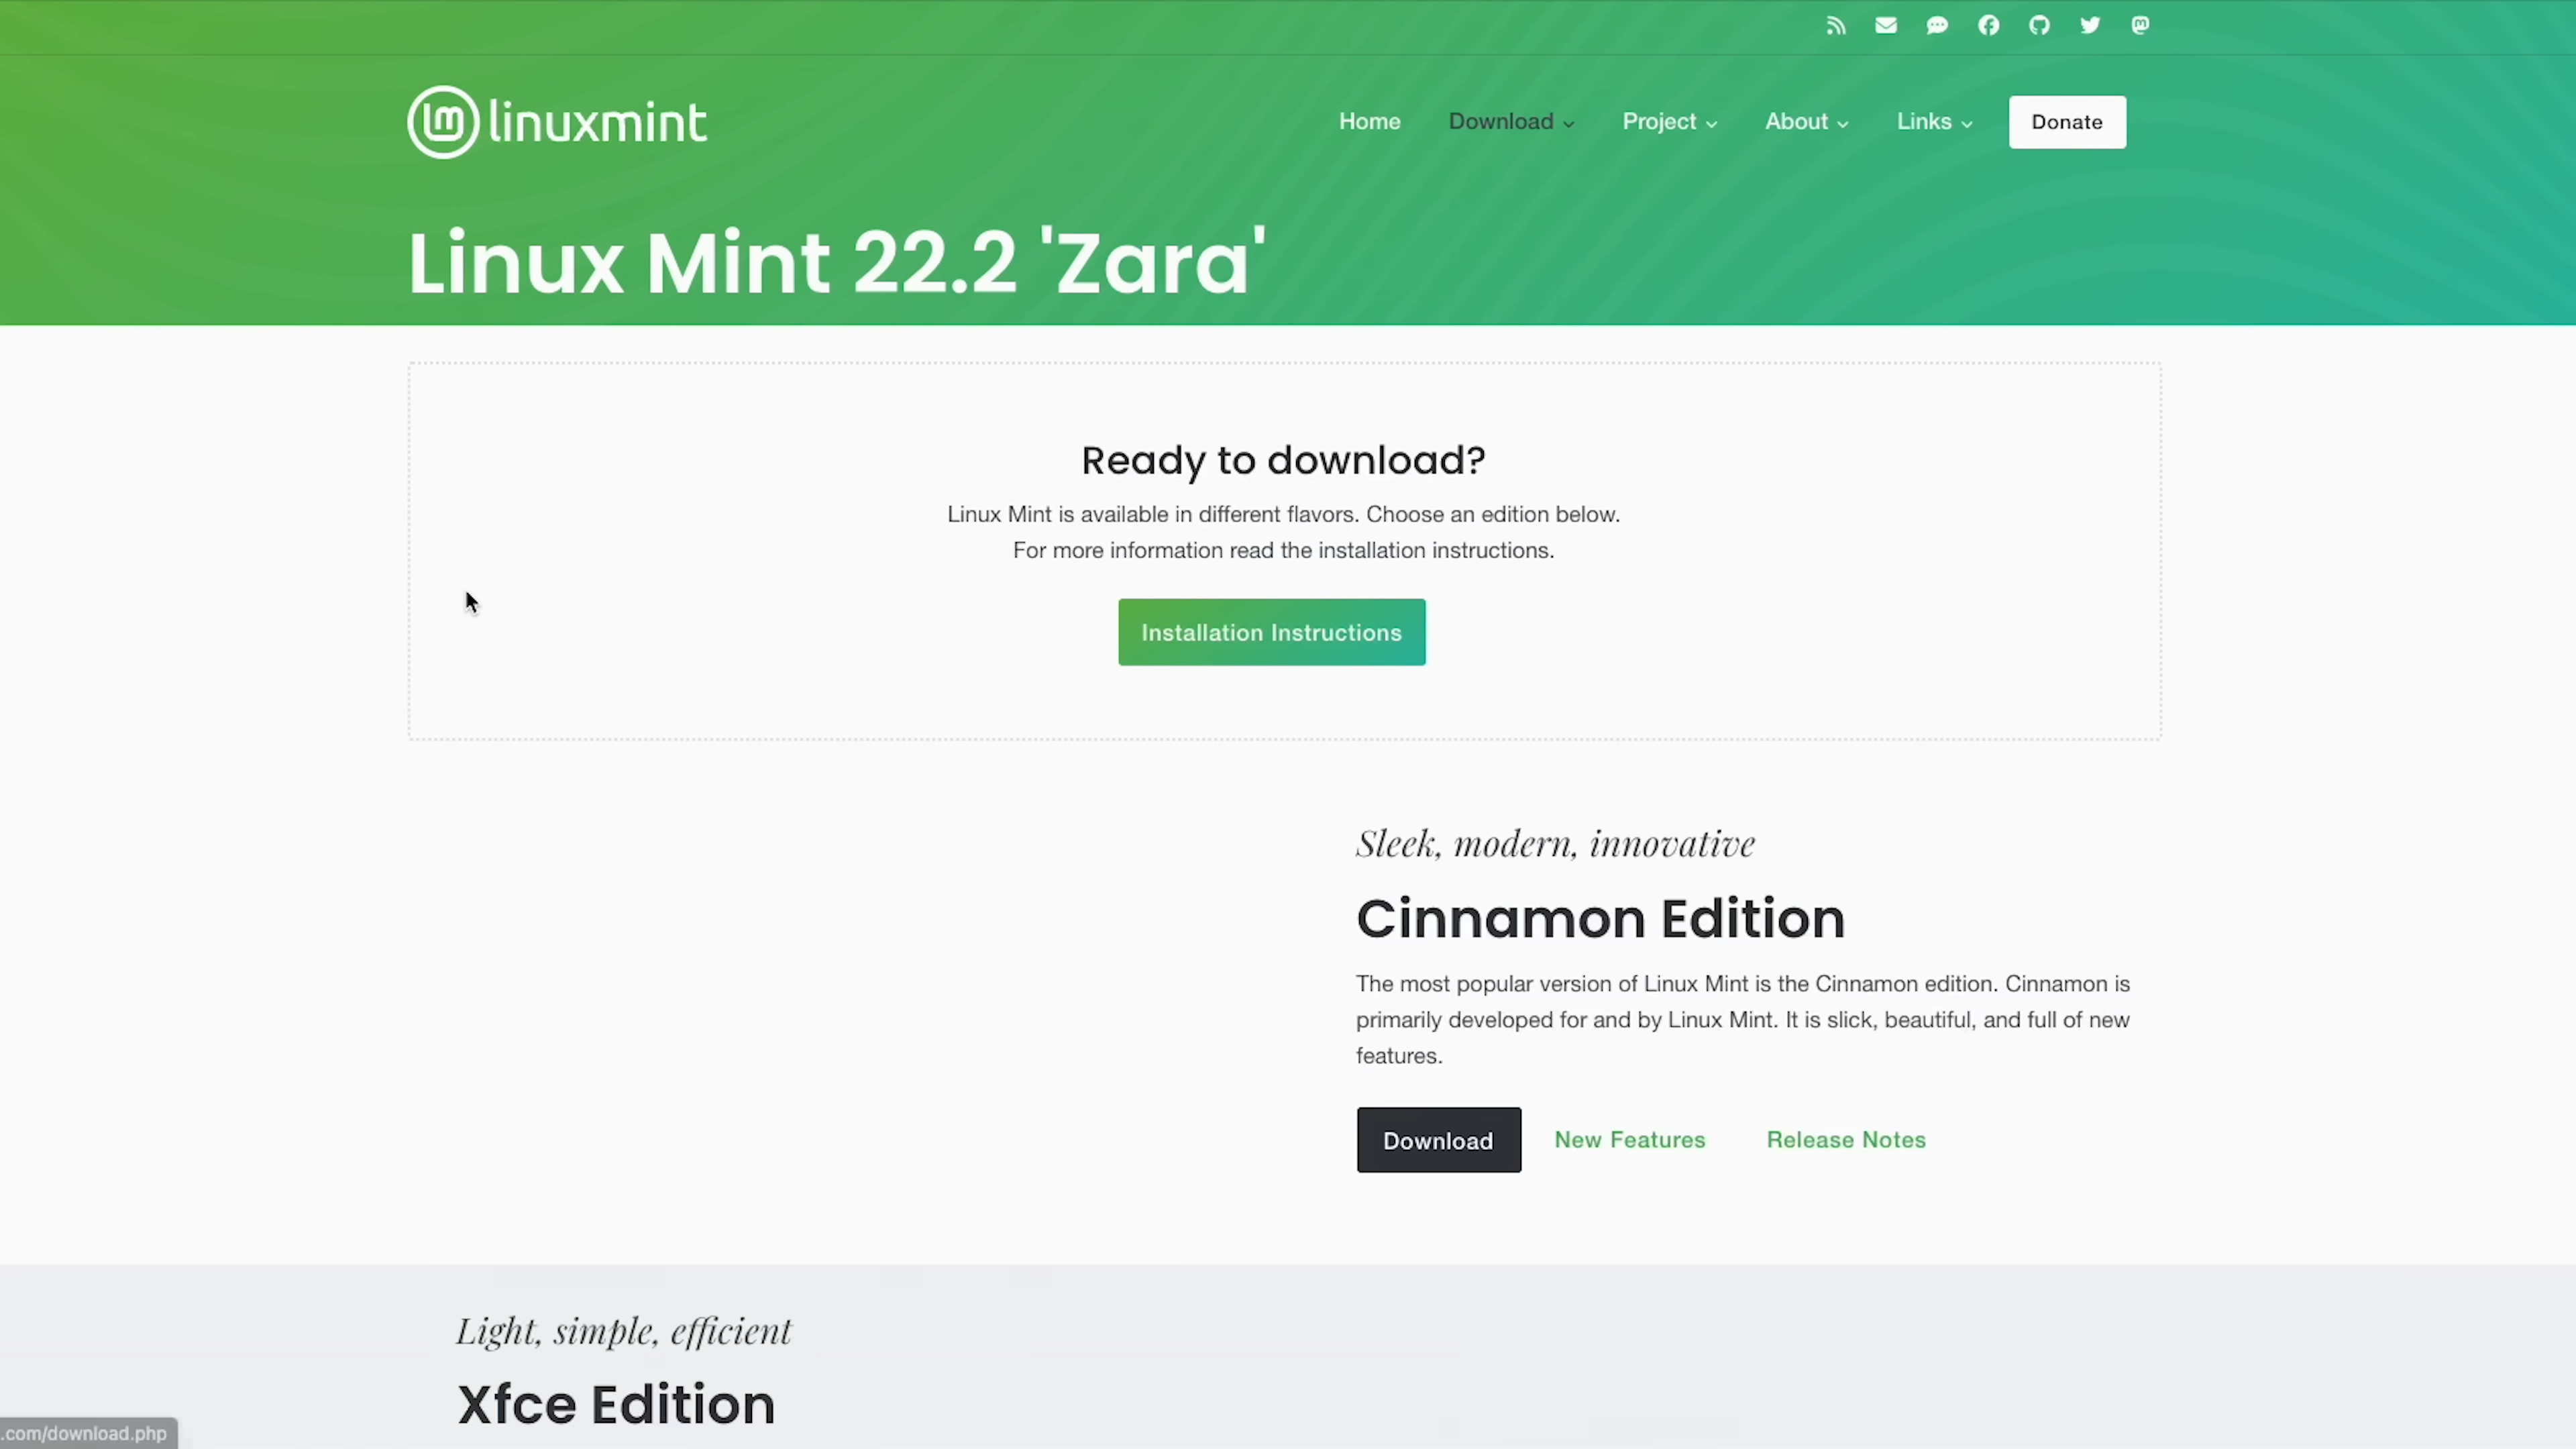 linuxmint
Home Download Project About Links Donate
Linux Mint 22.2 'Zara'
Ready to download?
Linux Mint is available in different flavors. Choose an edition below.
For more information read the installation instructions.
Installation Instructions
Sleek, modern, innovative
Cinnamon Edition
The most popular version of Linux Mint is the Cinnamon edition. Cinnamon is
primarily developed for and by Linux Mint. It is slick, beautiful, and full of new
features.
Download New Features Release Notes
Light, simple, efficient
Xfce Edition
.com/download.php